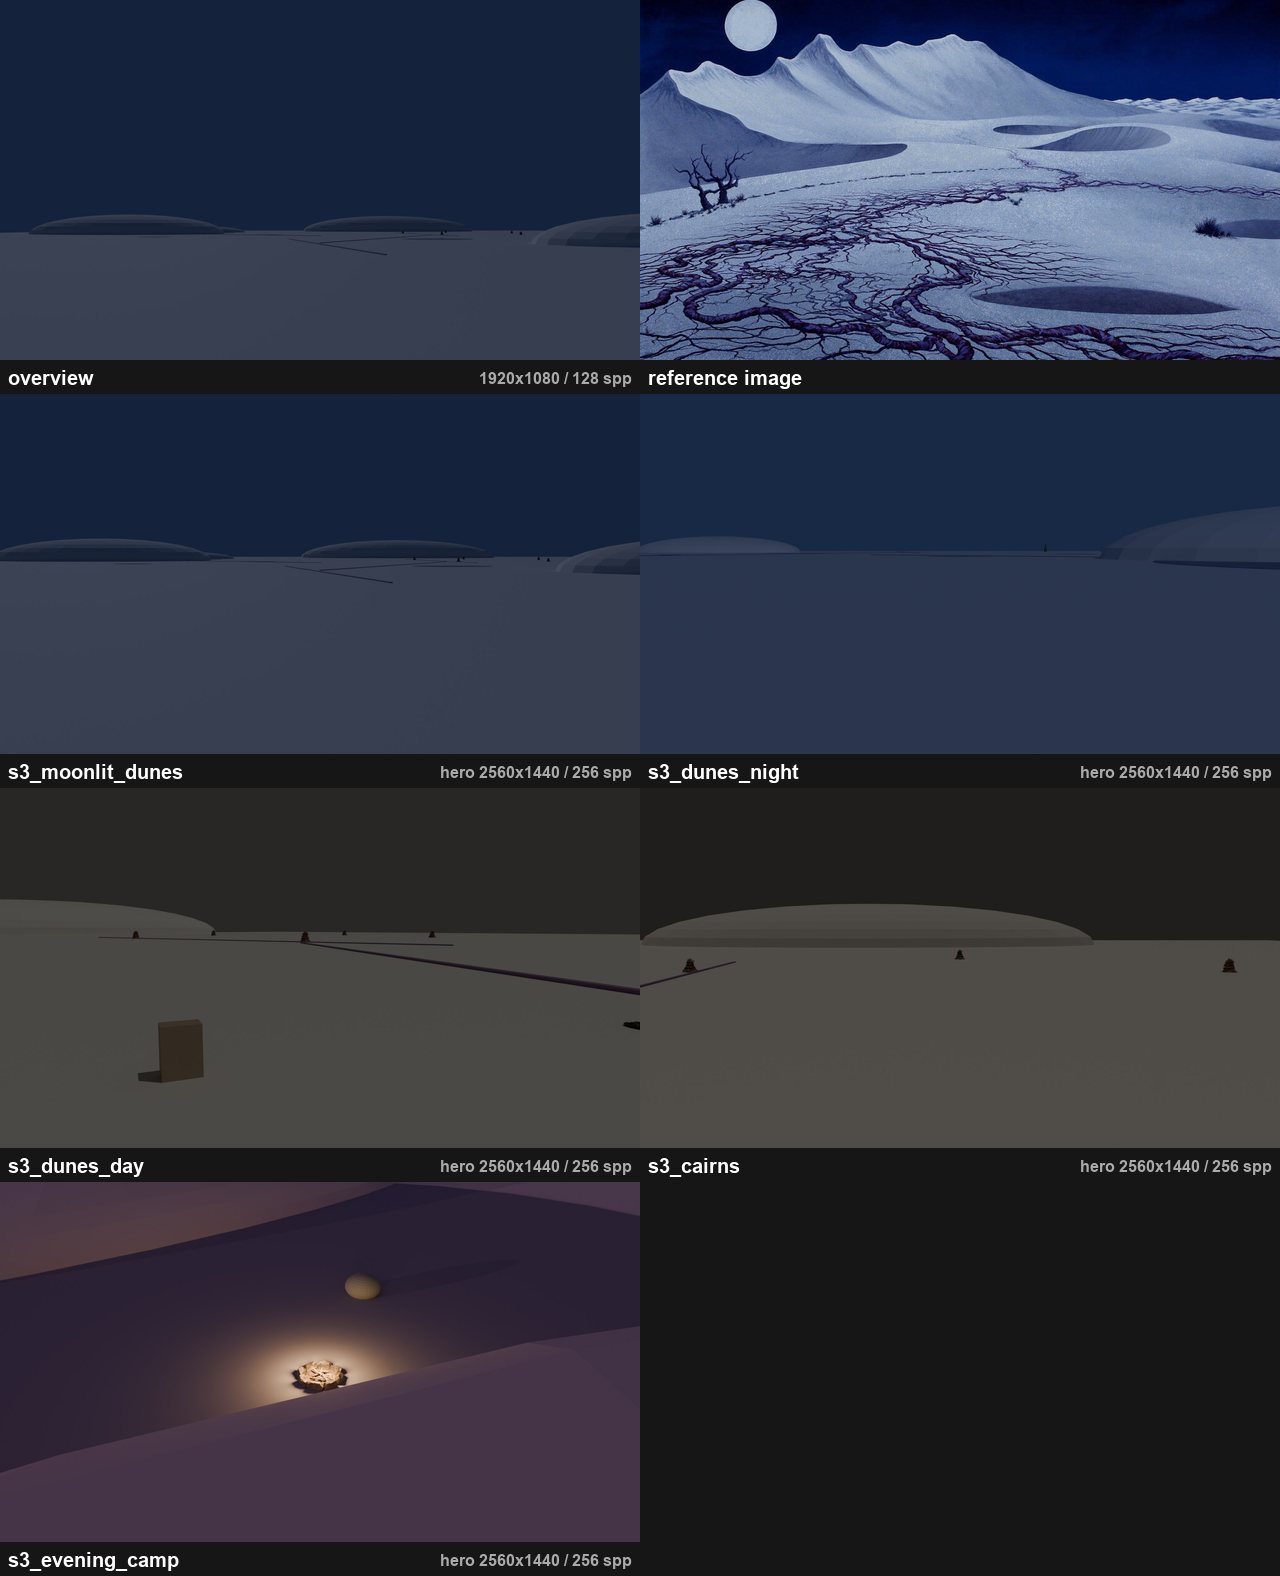 overview 1920x1080 / 128 spp
reference image
s3_moonlit_dunes hero 2560x1440 / 256 spp
s3_dunes_night hero 2560x1440 / 256 spp
s3_dunes_day hero 2560x1440 / 256 spp
s3_cairns hero 2560x1440 / 256 spp
s3_evening_camp hero 2560x1440 / 256 spp